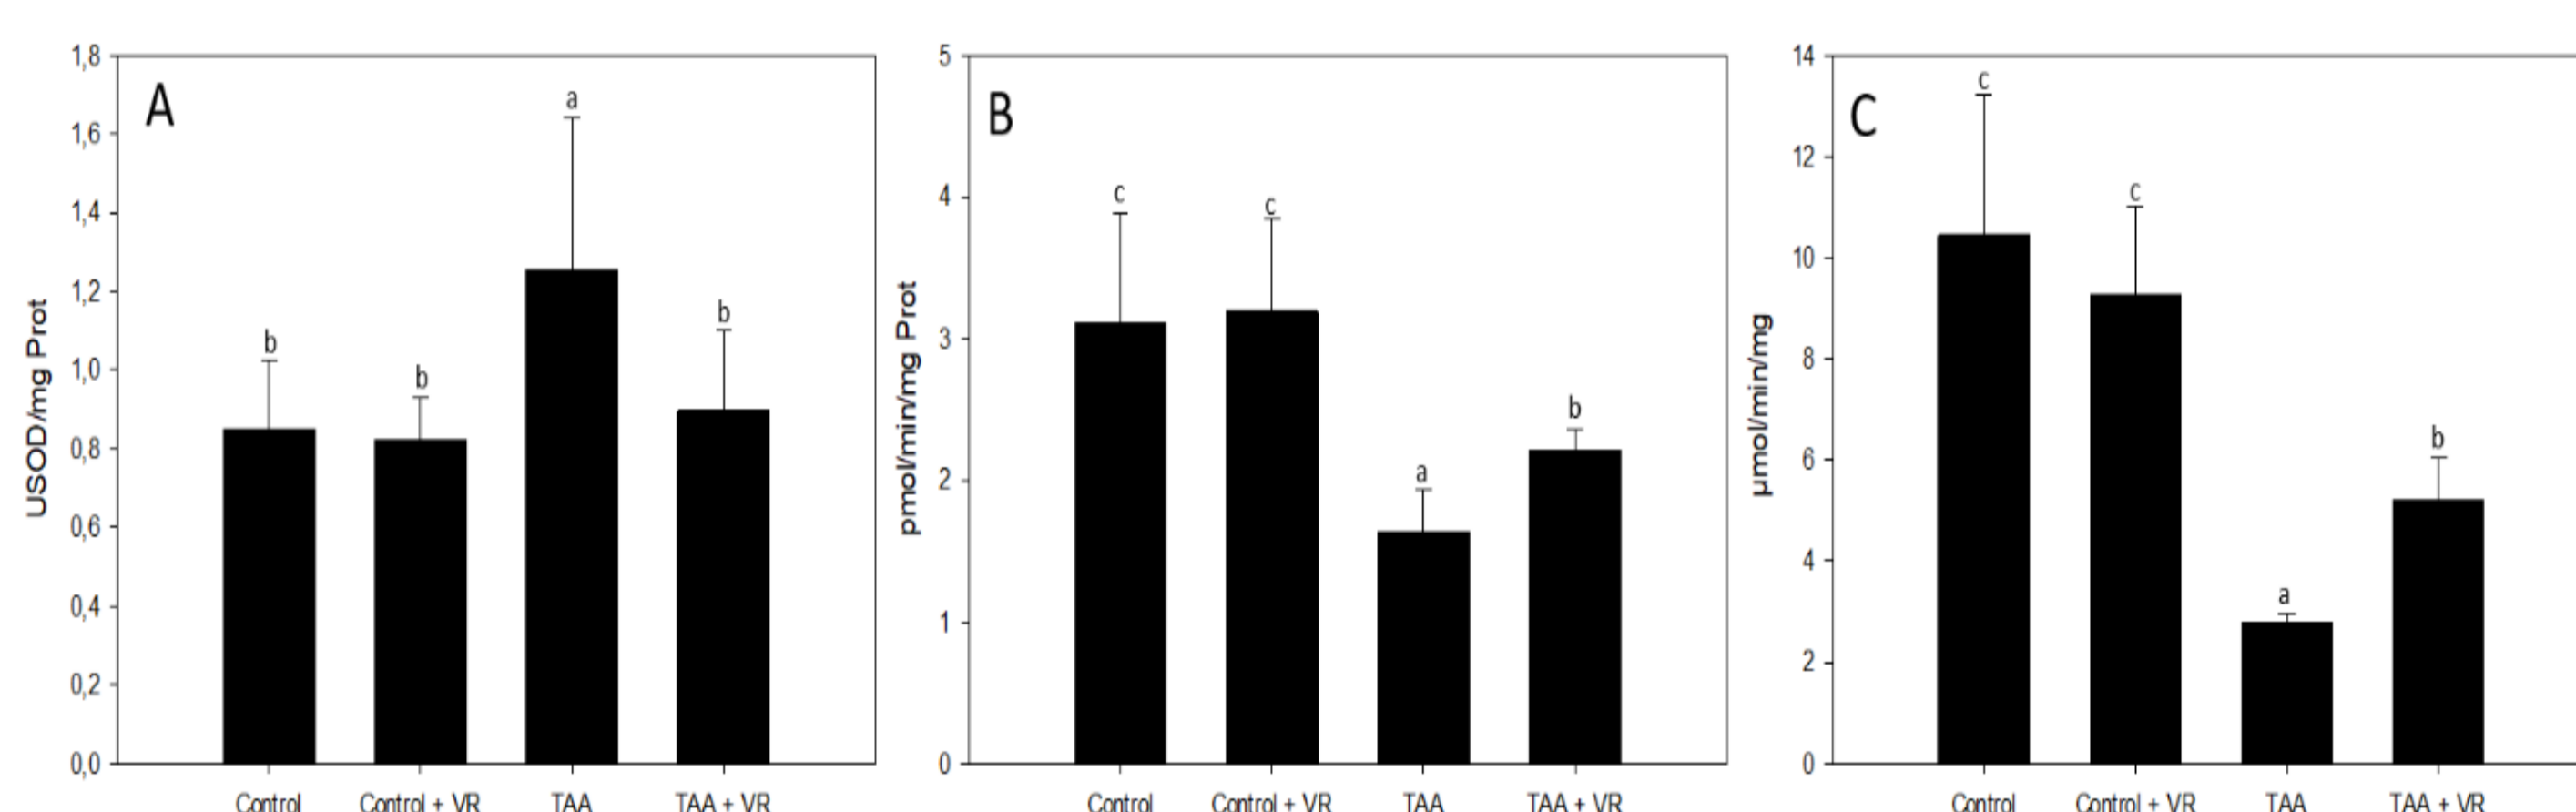 A
USOD/mg Prot
1,8
1,6
1,4
1,2
1,0
0,8
0,6
0,4
0,2
0,0
b
b
a
b
Control
Control + VR
TAA
TAA + VR
B
pmol/min/mg Prot
5
4
3
2
1
0
c
c
a
b
Control
Control + VR
TAA
TAA + VR
C
µmol/min/mg
14
12
10
8
6
4
2
0
c
c
a
b
Control
Control + VR
TAA
TAA + VR